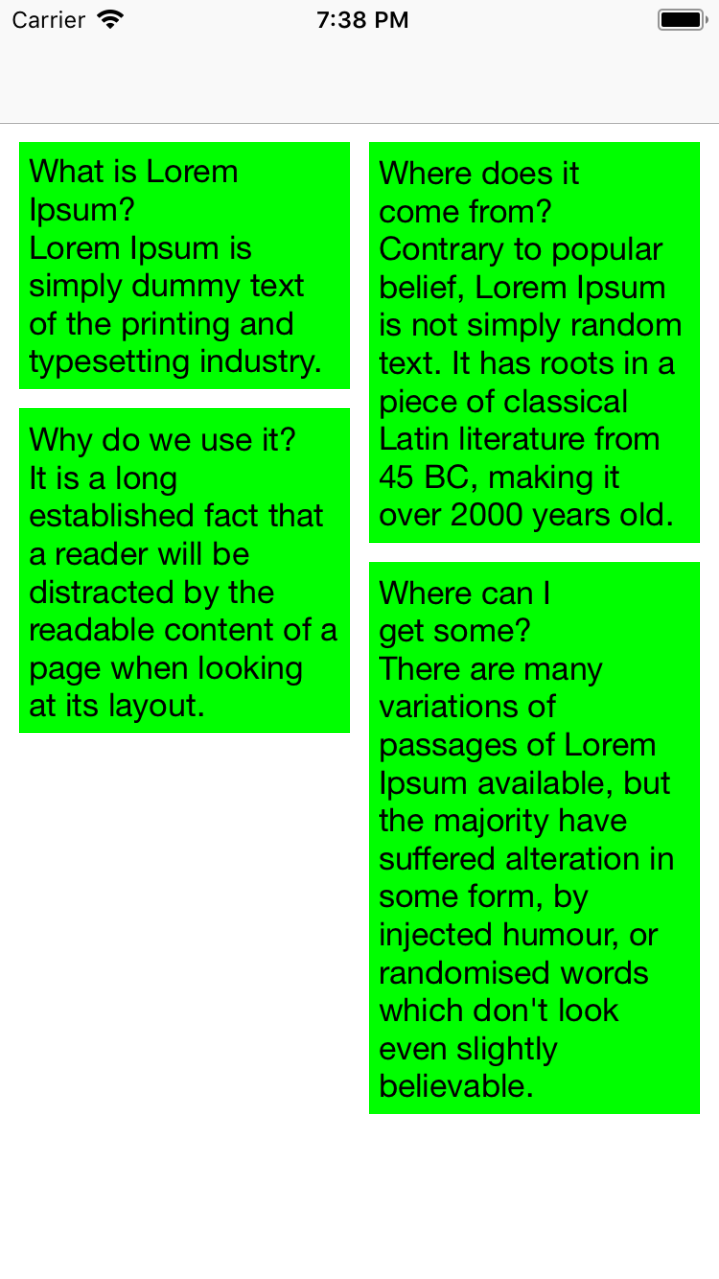 Carrier 7:38 PM
What is Lorem
Ipsum?
Lorem Ipsum is
simply dummy text
of the printing and
typesetting industry.
Why do we use it?
It is a long
established fact that
a reader will be
distracted by the
readable content of a
page when looking
at its layout.
Where does it
come from?
Contrary to popular
belief, Lorem Ipsum
is not simply random
text. It has roots in a
piece of classical
Latin literature from
45 BC, making it
over 2000 years old.
Where can I
get some?
There are many
variations of
passages of Lorem
Ipsum available, but
the majority have
suffered alteration in
some form, by
injected humour, or
randomised words
which don't look
even slightly
believable.